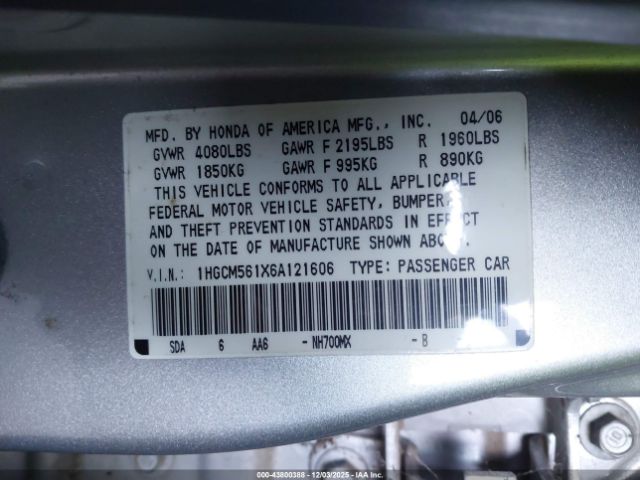 MFD. BY HONDA OF AMERICA MFG., INC. 04/06
GVWR 4080LBS GAWR F 2195LBS R 1960LBS
GVWR 1850KG GAWR F 995KG R 890KG
THIS VEHICLE CONFORMS TO ALL APPLICABLE
FEDERAL MOTOR VEHICLE SAFETY, BUMPER,
AND THEFT PREVENTION STANDARDS IN EFFECT
ON THE DATE OF MANUFACTURE SHOWN ABOVE.
V.I.N.: 1HGCM561X6A121606 TYPE: PASSENGER CAR
SDA 6 AA6 -NH700MX -B
000-43800388 - 12/03/2025 - IAADS